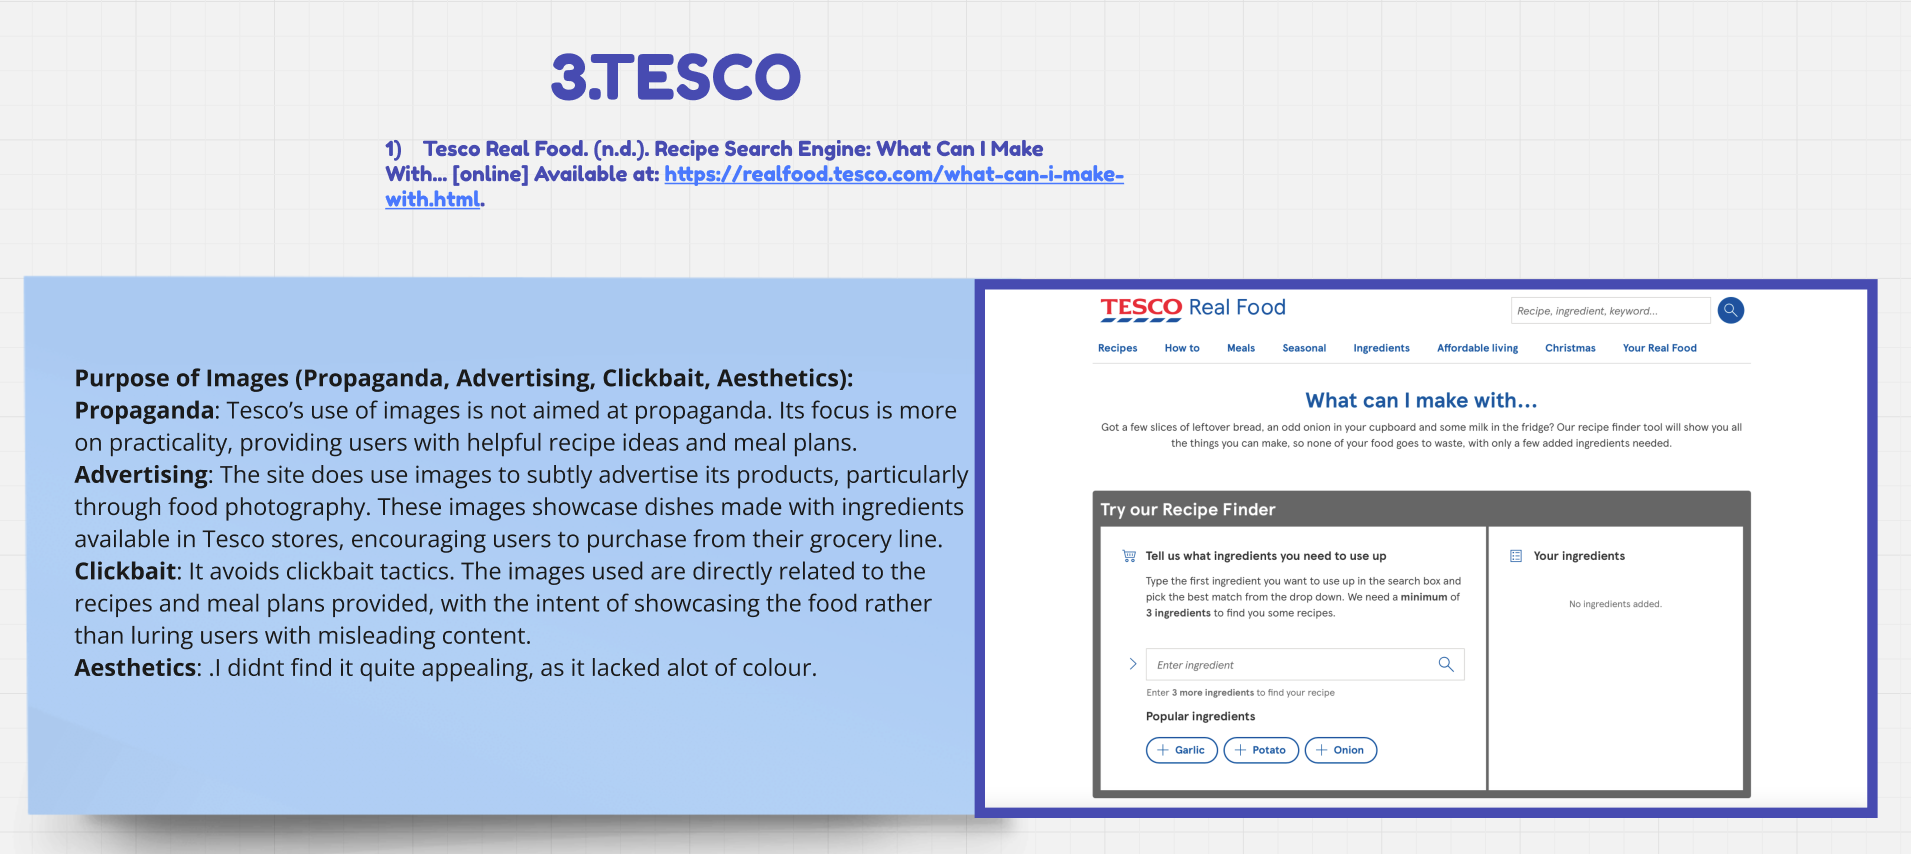 3.TESCO
1) Tesco Real Food. (n.d.). Recipe Search Engine: What Can I Make
With... [online] Available at: https://realfood.tesco.com/what-can-i-make-
with.html.
Purpose of Images (Propaganda, Advertising, Clickbait, Aesthetics):
Propaganda: Tesco’s use of images is not aimed at propaganda. Its focus is more
on practicality, providing users with helpful recipe ideas and meal plans.
Advertising: The site does use images to subtly advertise its products, particularly
through food photography. These images showcase dishes made with ingredients
available in Tesco stores, encouraging users to purchase from their grocery line.
Clickbait: It avoids clickbait tactics. The images used are directly related to the
recipes and meal plans provided, with the intent of showcasing the food rather
than luring users with misleading content.
Aesthetics: .I didnt find it quite appealing, as it lacked alot of colour.
TESCO Real Food
Recipe, ingredient, keyword...
Recipes How to Meals Seasonal Ingredients Affordable living Christmas Your Real Food
What can I make with...
Got a few slices of leftover bread, an odd onion in your cupboard and some milk in the fridge? Our recipe finder tool will show you all
the things you can make, so none of your food goes to waste, with only a few added ingredients needed.
Try our Recipe Finder
Tell us what ingredients you need to use up
Type the first ingredient you want to use up in the search box and
pick the best match from the drop down. We need a minimum of
3 ingredients to find you some recipes.
Enter ingredient
Enter 3 more ingredients to find your recipe
Popular ingredients
+ Garlic + Potato + Onion
Your ingredients
No ingredients added.